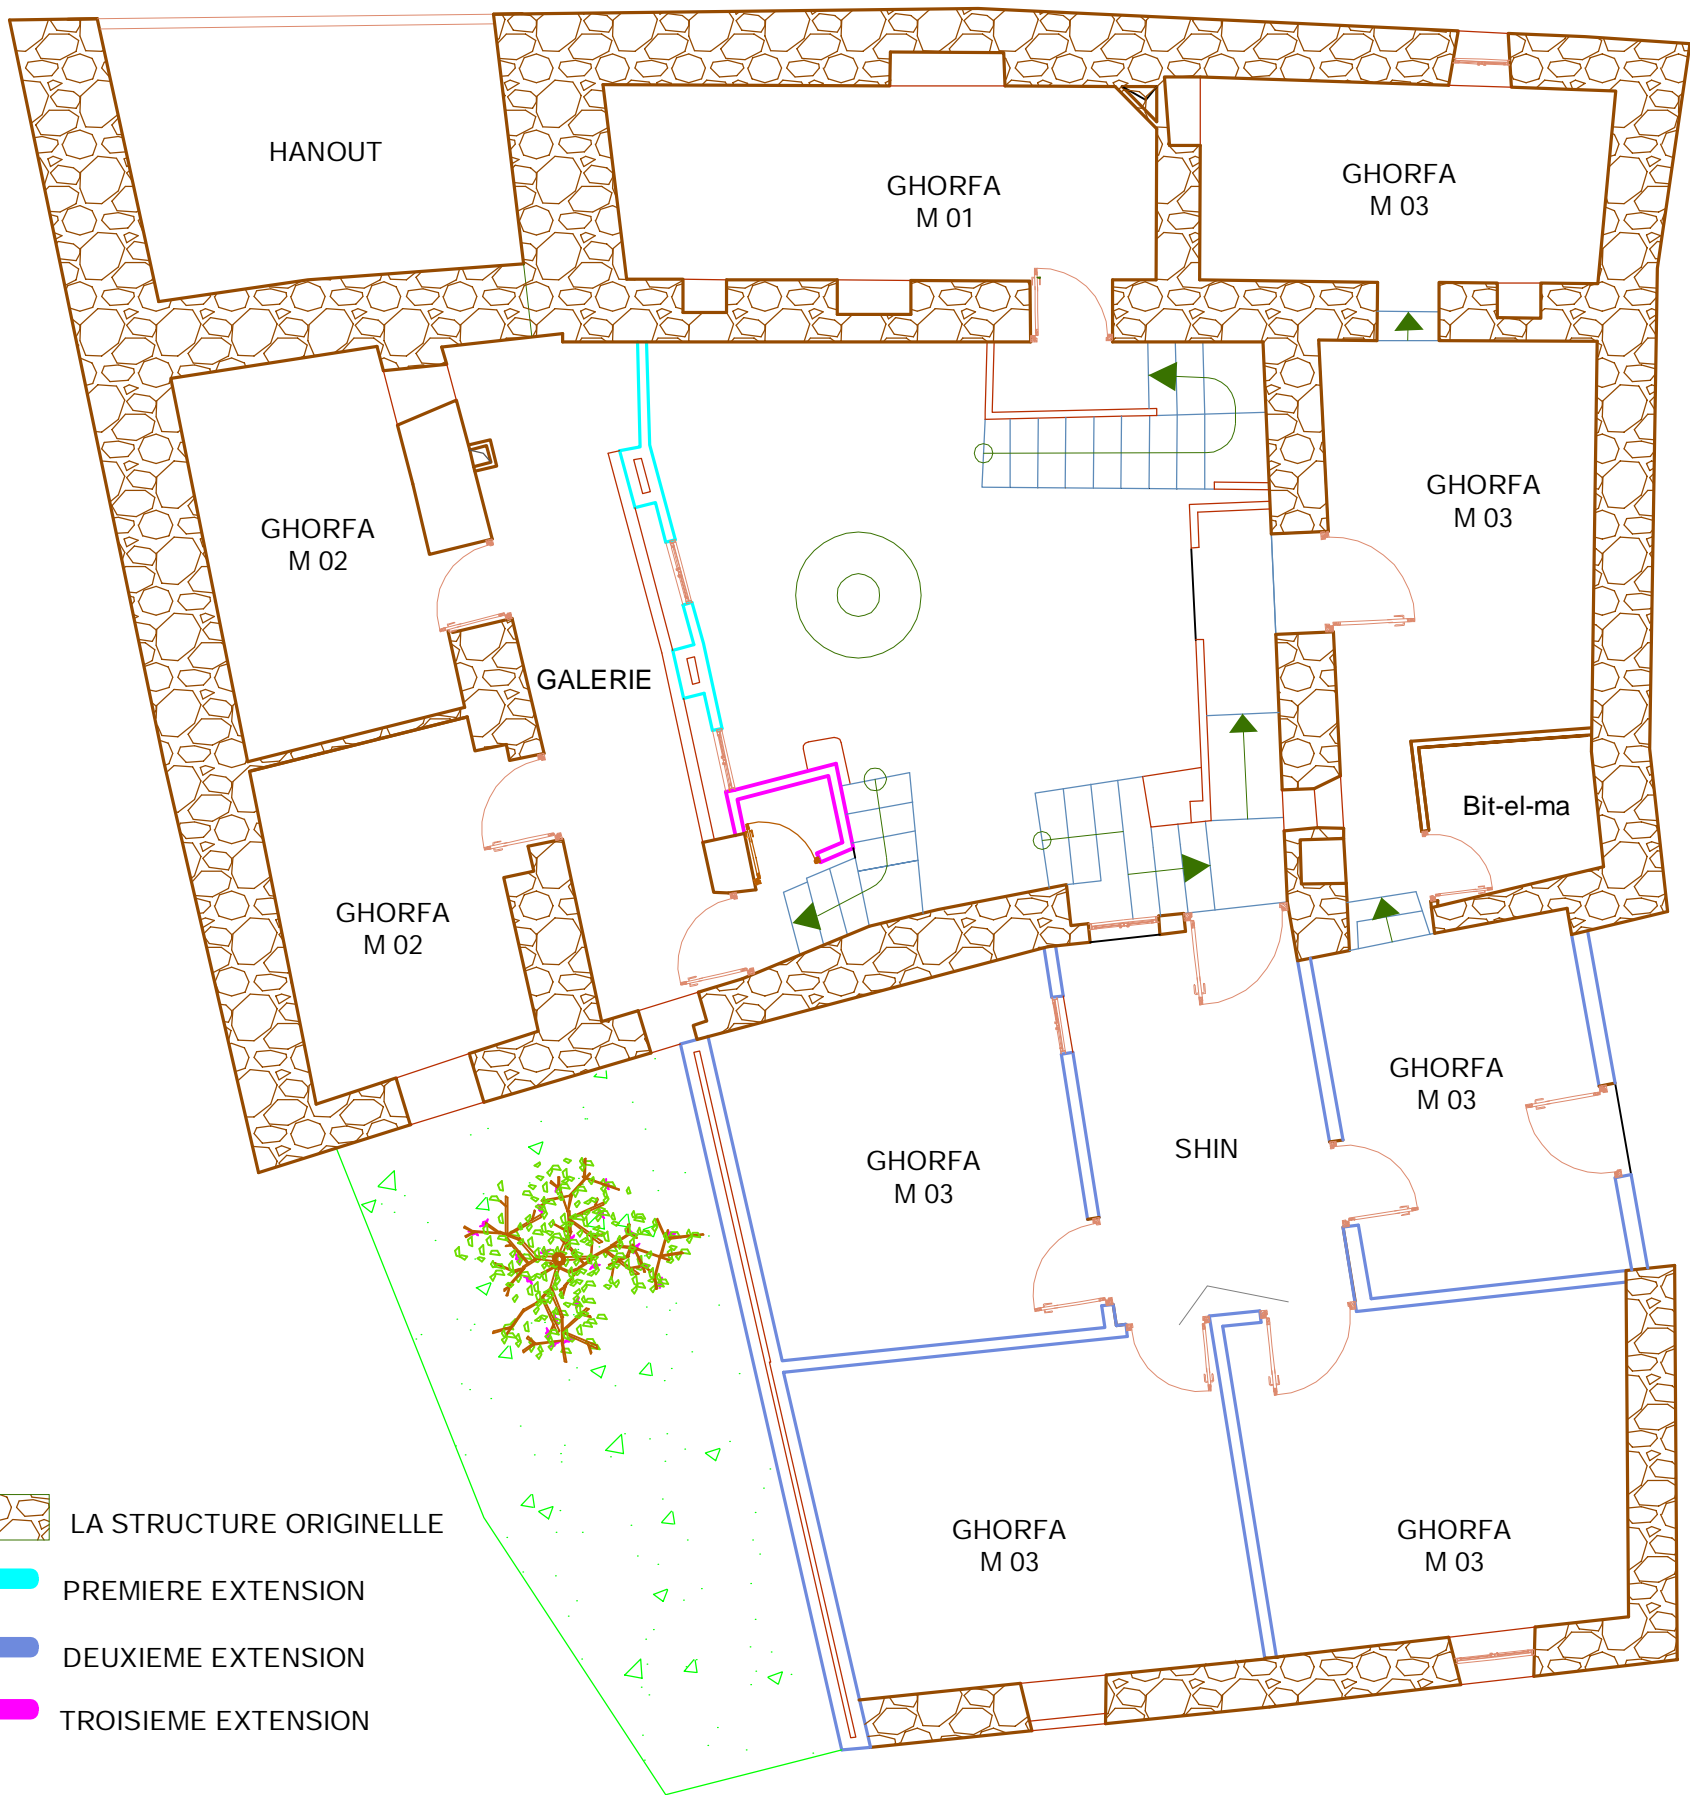 HANOUT
GHORFA
M 01
GHORFA
M 03
GHORFA
M 02
GHORFA
M 03
GALERIE
Bit-el-ma
GHORFA
M 02
GHORFA
M 03
SHIN
GHORFA
M 03
GHORFA
M 03
GHORFA
M 03
LA STRUCTURE ORIGINELLE
PREMIERE EXTENSION
DEUXIEME EXTENSION
TROISIEME EXTENSION